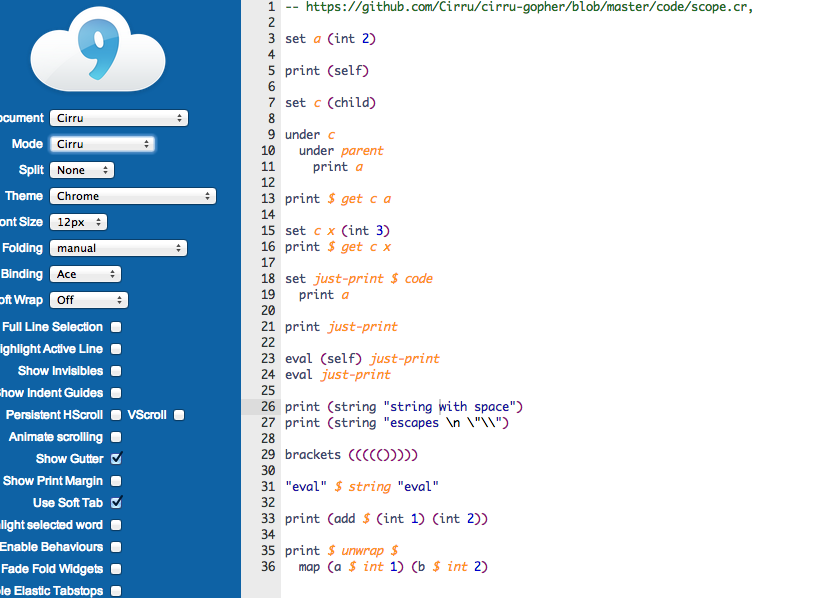 9
ocument Cirru
Mode Cirru
Split None
Theme Chrome
ont Size 12px
Folding manual
Binding Ace
oft Wrap Off
Full Line Selection
ighlight Active Line
Show Invisibles
how Indent Guides
Persistent HScroll VScroll
Animate scrolling
Show Gutter
Show Print Margin
Use Soft Tab
light selected word
Enable Behaviours
Fade Fold Widgets
le Elastic Tabstops
1 -- https://github.com/Cirru/cirru-gopher/blob/master/code/scope.cr,
2
3 set a (int 2)
4
5 print (self)
6
7 set c (child)
8
9 under c
10 under parent
11 print a
12
13 print $ get c a
14
15 set c x (int 3)
16 print $ get c x
17
18 set just-print $ code
19 print a
20
21 print just-print
22
23 eval (self) just-print
24 eval just-print
25
26 print (string "string with space")
27 print (string "escapes \n \"\\")
28
29 brackets ((((()))))
30
31 "eval" $ string "eval"
32
33 print (add $ (int 1) (int 2))
34
35 print $ unwrap $
36 map (a $ int 1) (b $ int 2)